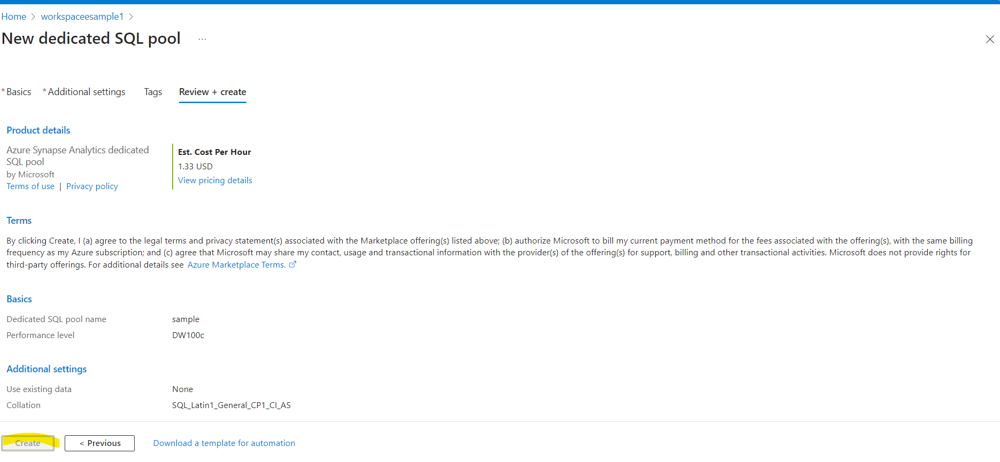 Home > workspaceesample1 >
New dedicated SQL pool ...
* Basics * Additional settings Tags Review + create
Product details
Azure Synapse Analytics dedicated
SQL pool
by Microsoft
Terms of use | Privacy policy
Est. Cost Per Hour
1.33 USD
View pricing details
Terms
By clicking Create, I (a) agree to the legal terms and privacy statement(s) associated with the Marketplace offering(s) listed above; (b) authorize Microsoft to bill my current payment method for the fees associated with the offering(s), with the same billing
frequency as my Azure subscription; and (c) agree that Microsoft may share my contact, usage and transactional information with the provider(s) of the offering(s) for support, billing and other transactional activities. Microsoft does not provide rights for
third-party offerings. For additional details see Azure Marketplace Terms.
Basics
Dedicated SQL pool name sample
Performance level DW100c
Additional settings
Use existing data None
Collation SQL_Latin1_General_CP1_CI_AS
Create < Previous Download a template for automation